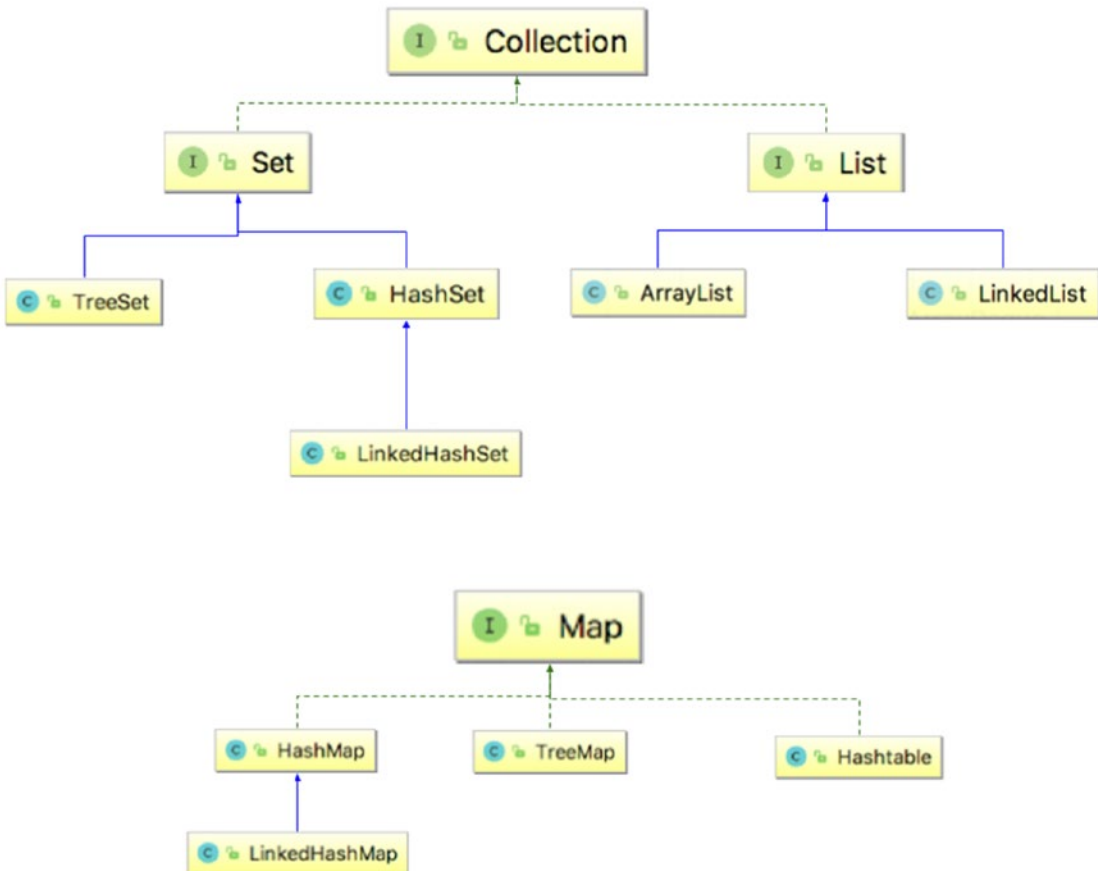 I Collection
I Set
I List
C TreeSet
C HashSet
C ArrayList
C LinkedList
C LinkedHashSet
I Map
C HashMap
C TreeMap
C Hashtable
C LinkedHashMap